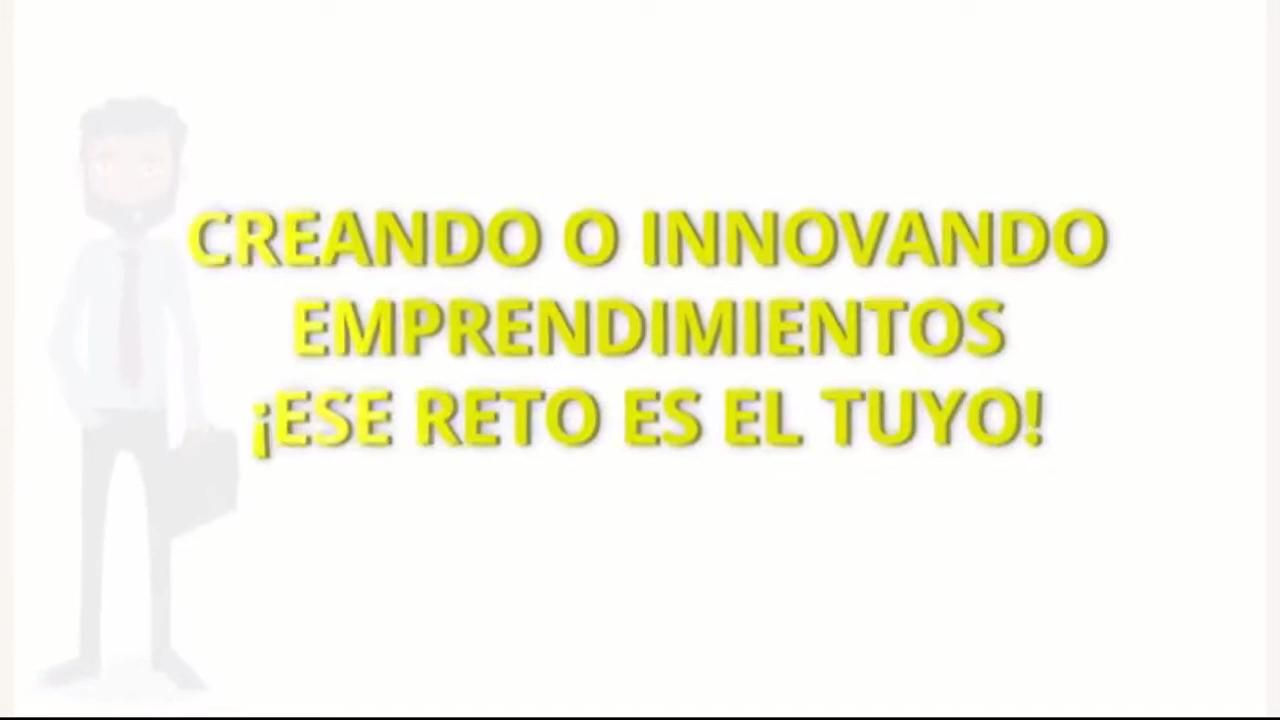 CREANDO O INNOVANDO
EMPRENDIMIENTOS
¡ESE RETO ES EL TUYO!